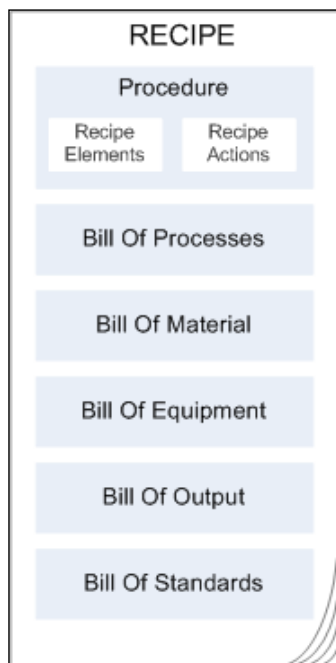 RECIPE
Procedure
Recipe
Elements
Recipe
Actions
Bill Of Processes
Bill Of Material
Bill Of Equipment
Bill Of Output
Bill Of Standards